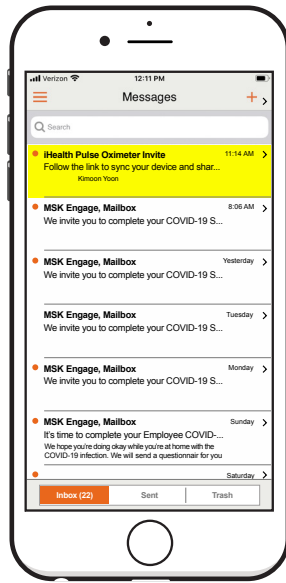 Verizon 12:11 PM
Messages +
Search
iHealth Pulse Oximeter Invite 11:14 AM
Follow the link to sync your device and shar...
Kimoon Yoon
MSK Engage, Mailbox 8:06 AM
We invite you to complete your COVID-19 S...
MSK Engage, Mailbox Yesterday
We invite you to complete your COVID-19 S...
MSK Engage, Mailbox Tuesday
We invite you to complete your COVID-19 S...
MSK Engage, Mailbox Monday
We invite you to complete your COVID-19 S...
MSK Engage, Mailbox Sunday
It's time to complete your Employee COVID-...
We hope you're doing okay while you're at home with the
COVID-19 infection. We will send a questionnair for you
Saturday
Inbox (22) Sent Trash